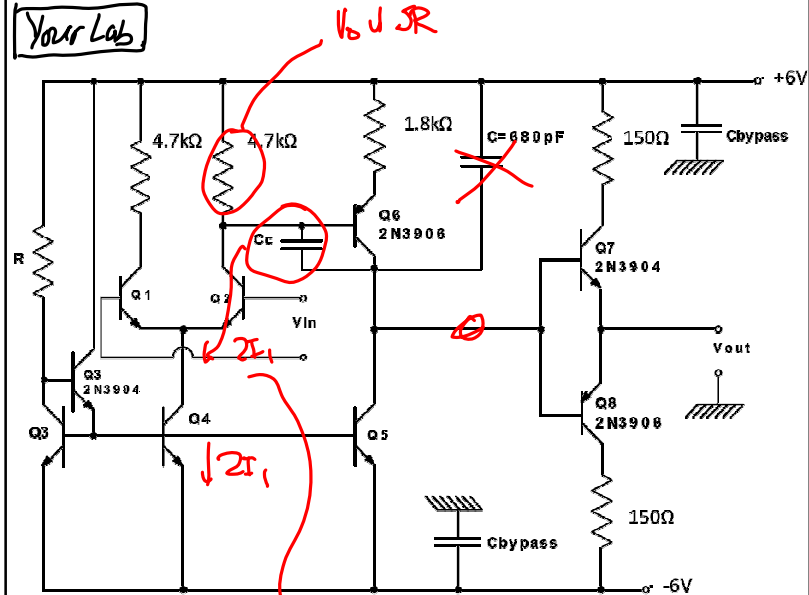 Your Lab
Vo ↓ SR
+6V
4.7kΩ
4.7kΩ
1.8kΩ
C=680pF
150Ω
Cbypass
Q6
2N3906
Cc
R
Q1
Q2
Vin
Q7
2N3904
2I₁
Vout
Q3
2N3904
Q8
2N3906
Q3
Q4
Q5
↓2I₁
150Ω
Cbypass
-6V